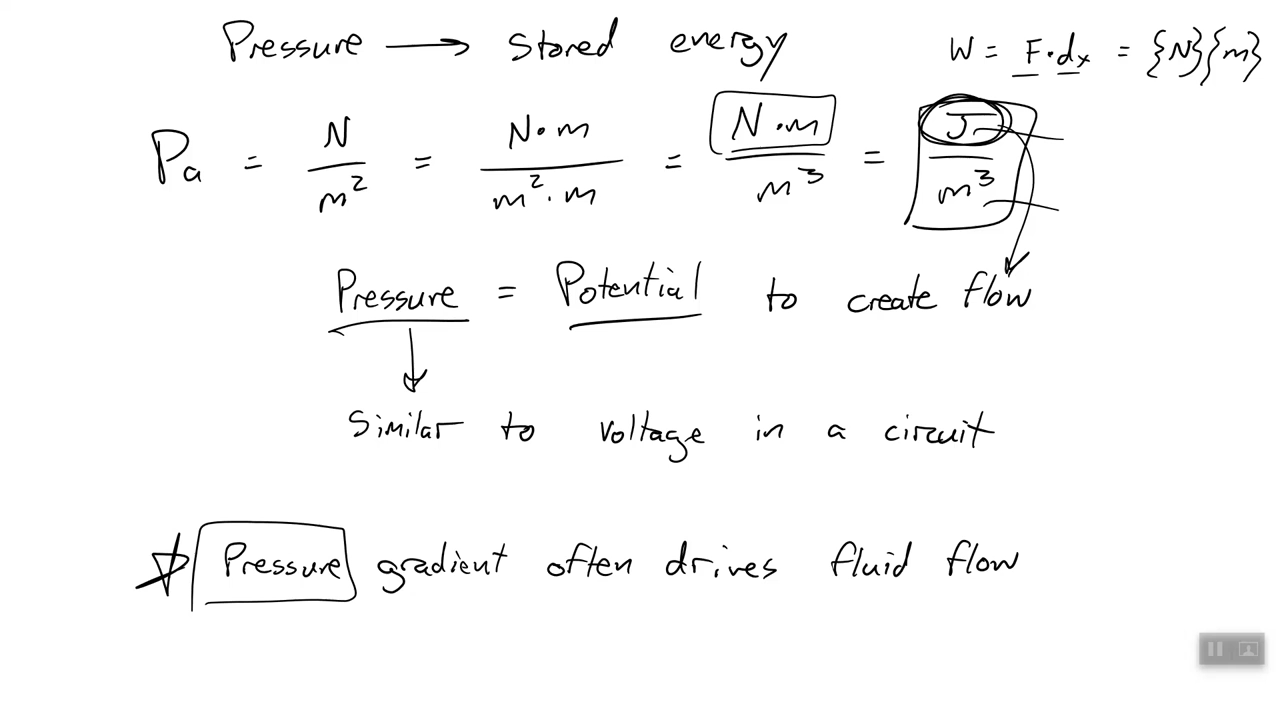 Pressure → stored energy
W = F · dx = {N}{m}
Pa = N/m² = N·m/m²·m = N·m/m³ = J/m³
Pressure = Potential to create flow
Similar to voltage in a circuit
Pressure gradient often drives fluid flow